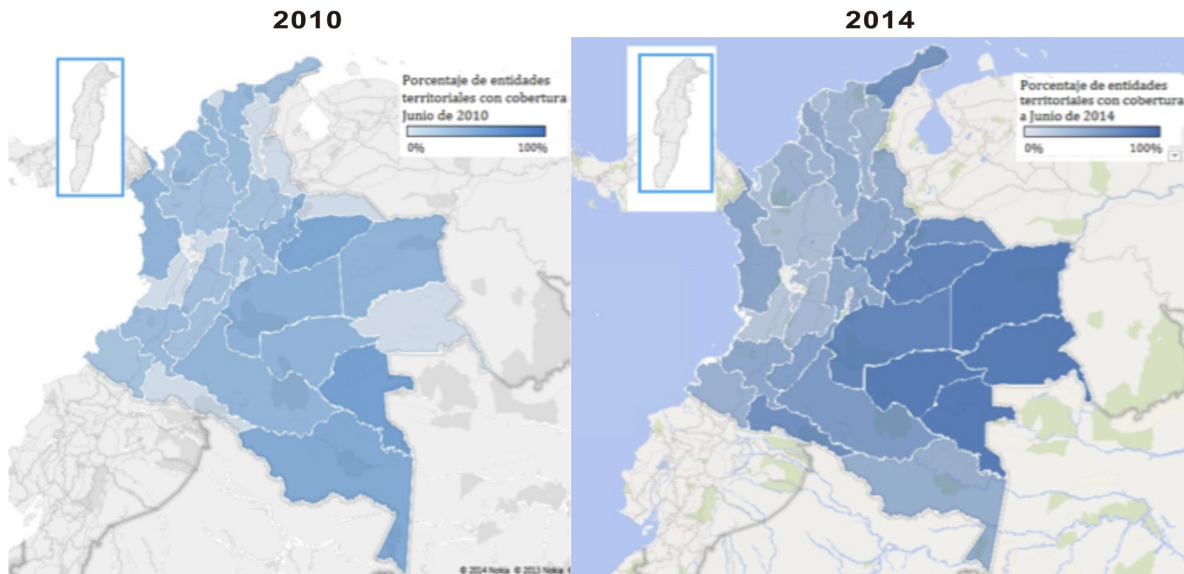 2010
2014
Porcentaje de entidades
territoriales con cobertura
Junio de 2010
0% 100%
Porcentaje de entidades
territoriales con cobertura
a Junio de 2014
0% 100%
© 2014 Nokia © 2013 Nokia